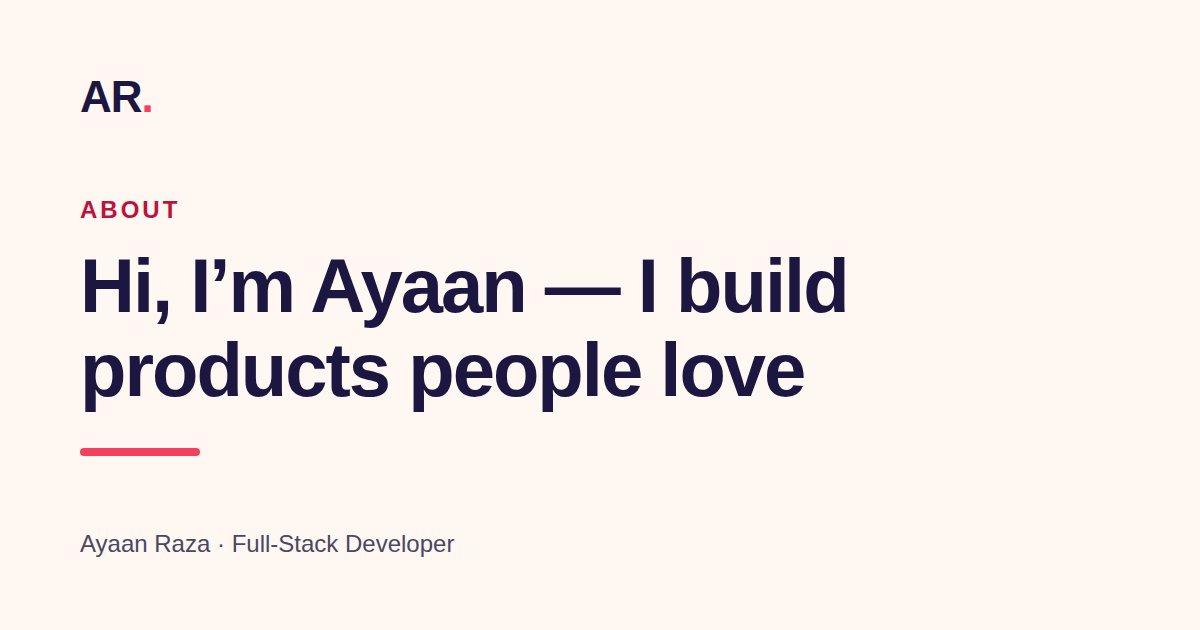 AR.
ABOUT
Hi, I’m Ayaan — I build
products people love
Ayaan Raza · Full-Stack Developer